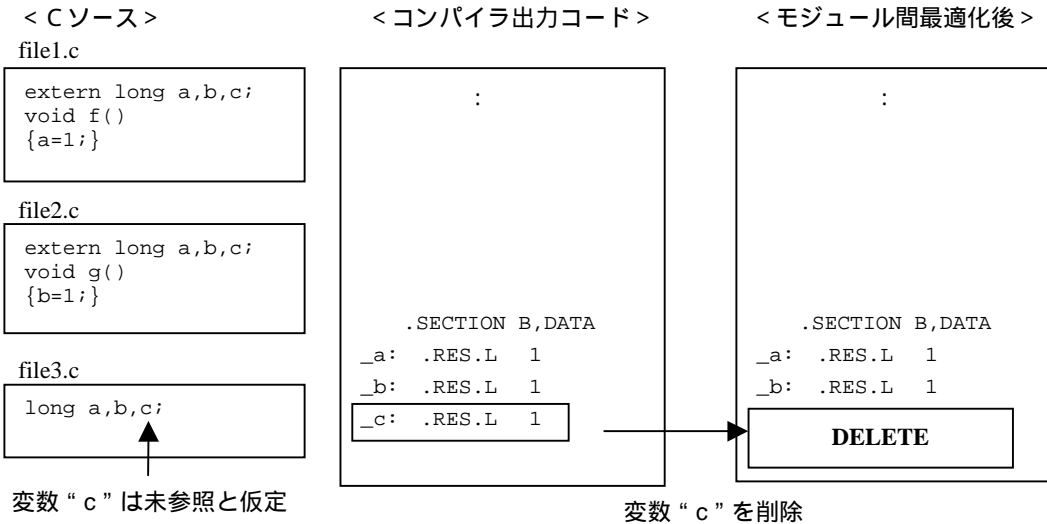 <Cソース>
file1.c
extern long a,b,c;
void f()
{a=1;}
file2.c
extern long a,b,c;
void g()
{b=1;}
file3.c
long a,b,c;
変数“c”は未参照と仮定
<コンパイラ出力コード>
:
.SECTION B,DATA
_a: .RES.L 1
_b: .RES.L 1
_c: .RES.L 1
<モジュール間最適化後>
:
.SECTION B,DATA
_a: .RES.L 1
_b: .RES.L 1
DELETE
変数“c”を削除